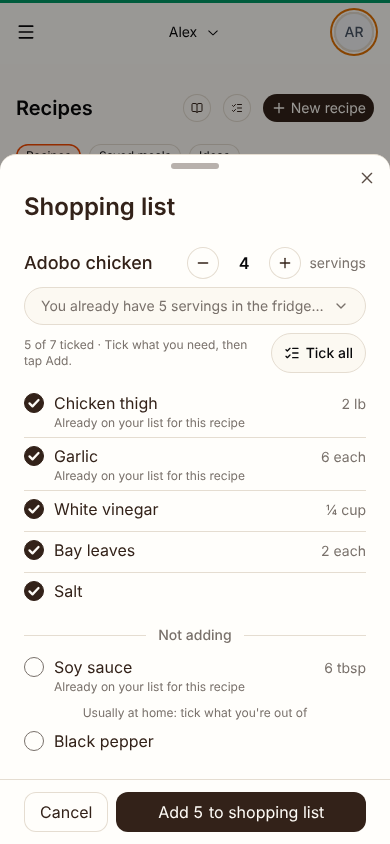 Alex
AR
Recipes
New recipe
Recipes
Saved meals
Ideas
Shopping list
Adobo chicken
4
servings
You already have 5 servings in the fridge...
5 of 7 ticked · Tick what you need, then
tap Add.
Tick all
Chicken thigh
2 lb
Already on your list for this recipe
Garlic
6 each
Already on your list for this recipe
White vinegar
¼ cup
Bay leaves
2 each
Salt
Not adding
Soy sauce
6 tbsp
Already on your list for this recipe
Usually at home: tick what you're out of
Black pepper
Cancel
Add 5 to shopping list